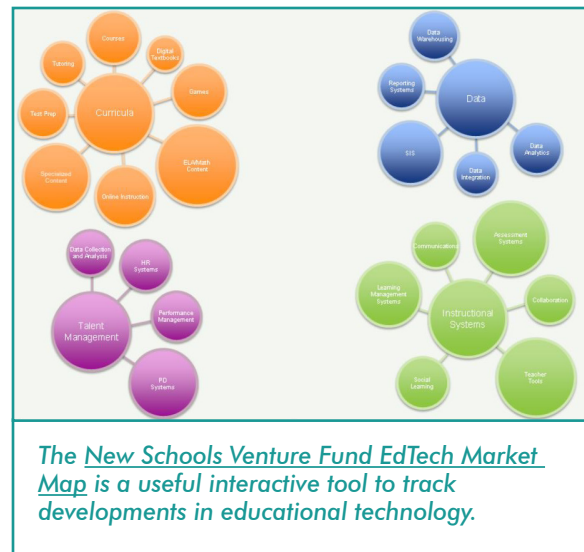 Courses
Digital
Textbooks
Tutoring
Games
Curricula
Test Prep
ELA/Math
Content
Specialized
Content
Online Instruction
Data
Warehousing
Reporting
Systems
Data
SIS
Data
Analytics
Data
Integration
Data Collection
and Analysis
HR
Systems
Performance
Management
Talent
Management
PD
Systems
Assessment
Systems
Communications
Learning
Management
Systems
Collaboration
Instructional
Systems
Social
Learning
Teacher
Tools
The New Schools Venture Fund EdTech Market
Map is a useful interactive tool to track
developments in educational technology.